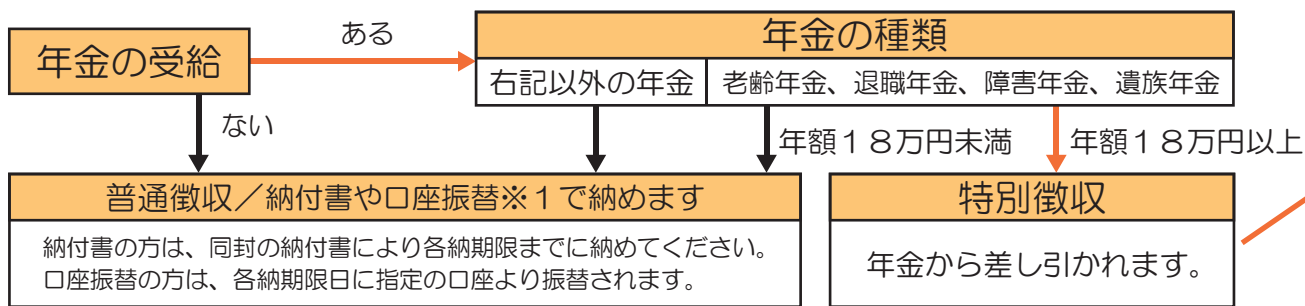 ある
年金の受給
年金の種類
右記以外の年金
老齢年金、退職年金、障害年金、遺族年金
ない
年額18万円未満
年額18万円以上
普通徴収/納付書や口座振替※1で納めます
納付書の方は、同封の納付書により各納期限までに納めてください。
口座振替の方は、各納期限日に指定の口座より振替されます。
特別徴収
年金から差し引かれます。